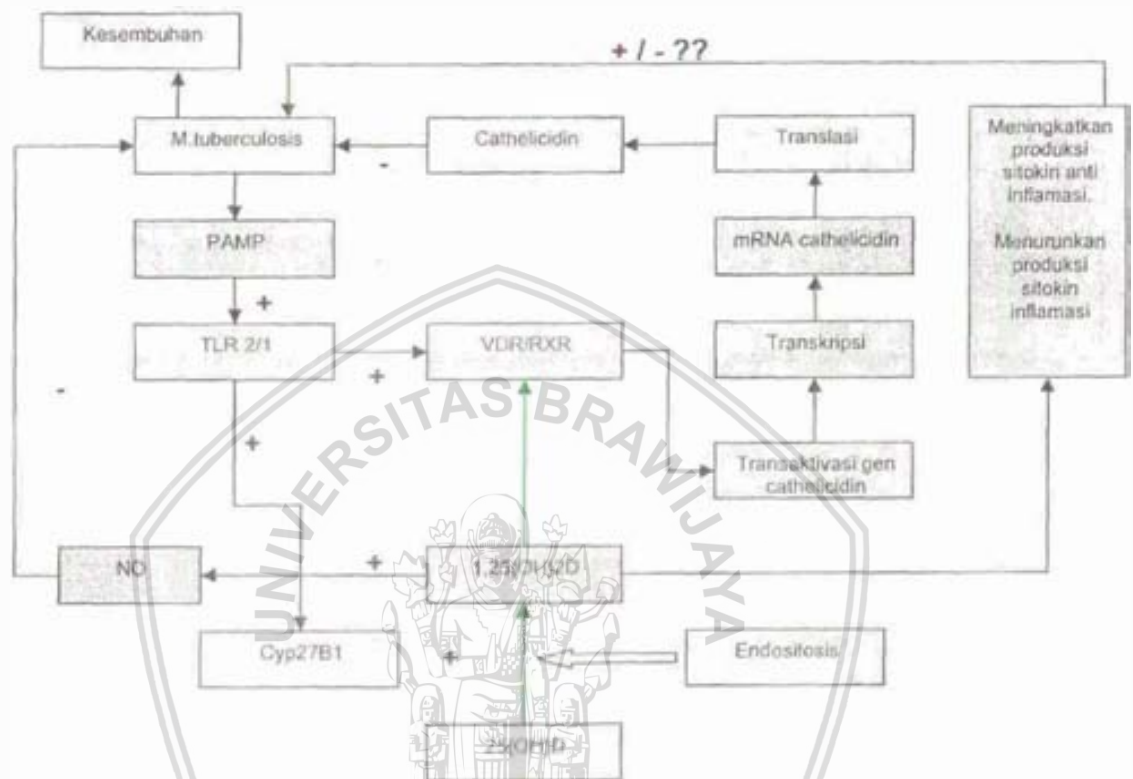 Kesembuhan
+ / - ??
M.tuberculosis
Cathelicidin
Translasi
Meningkatkan
produksi
sitokin anti
inflamasi.
Menurunkan
produksi
sitokin
inflamasi
-
PAMP
mRNA cathelicidin
+
TLR 2/1
VDR/RXR
Transkripsi
+
-
+
Transaktivasi gen
cathelicidin
NO
+
1,25(OH)2D
Cyp27B1
+
Endositosis
25(OH)D
UNIVERSITAS BRAWIJAYA